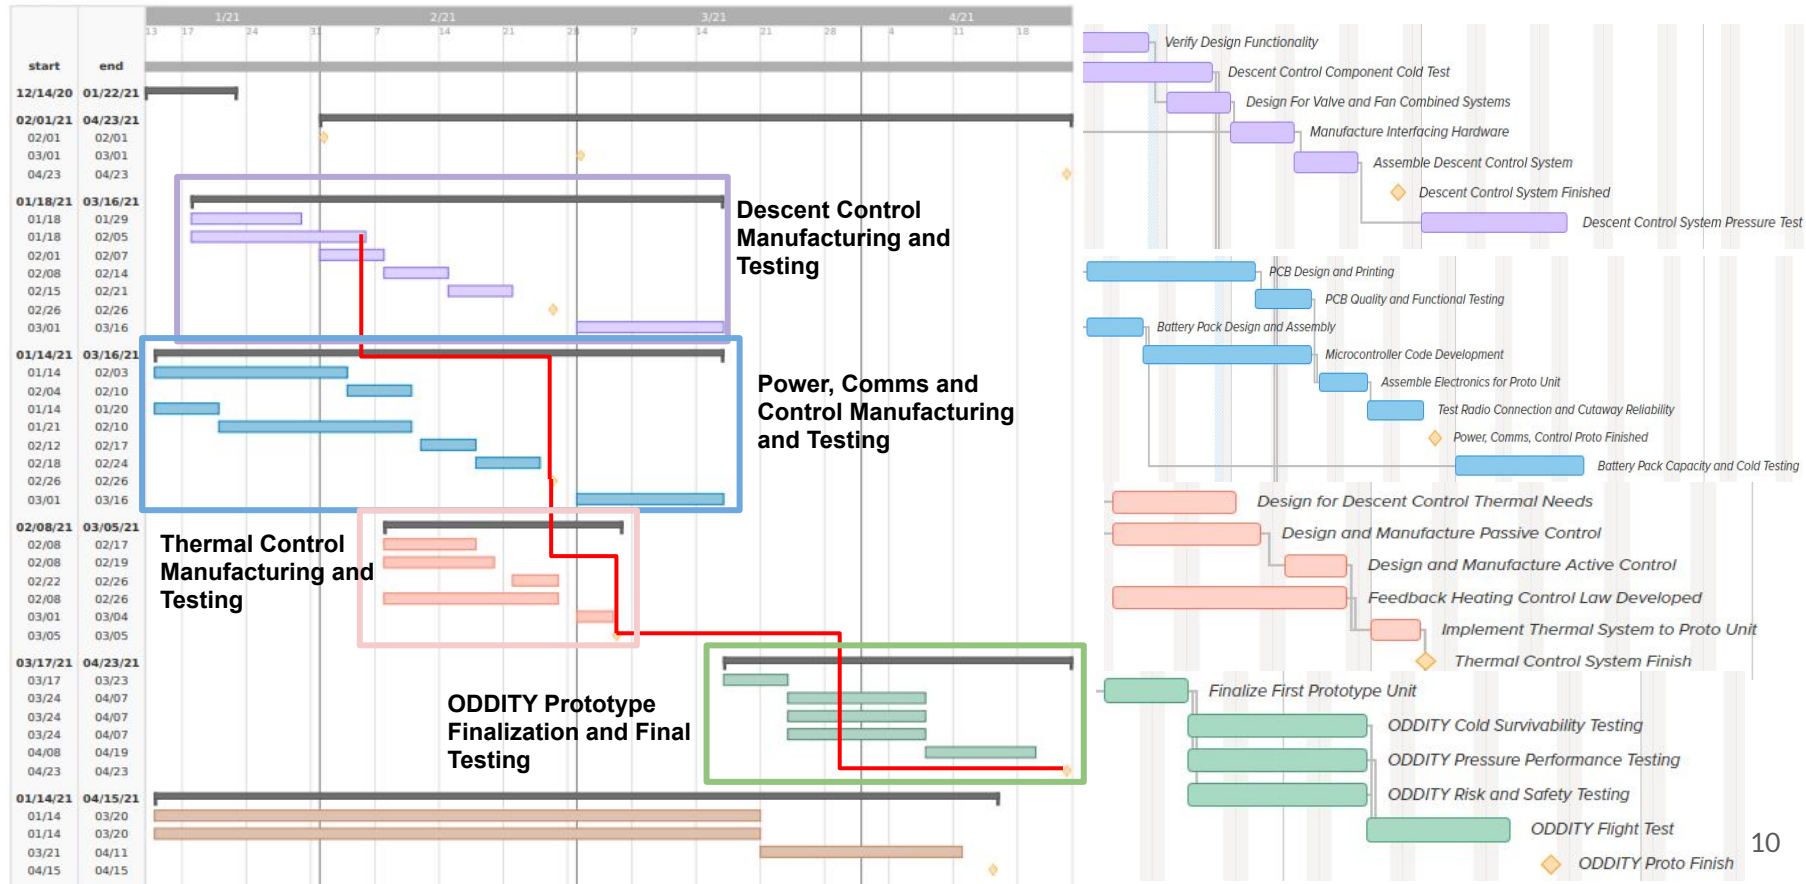 1/21 2/21 3/21 4/21
13 17 24 31 7 14 21 28 7 14 21 28 4 11 18
start end
12/14/20 01/22/21
02/01/21 04/23/21
02/01 02/01
03/01 03/01
04/23 04/23
01/18/21 03/16/21
01/18 01/29
01/18 02/05
02/01 02/07
02/08 02/14
02/15 02/21
02/26 02/26
03/01 03/16
01/14/21 03/16/21
01/14 02/03
02/04 02/10
01/14 01/20
01/21 02/10
02/12 02/17
02/18 02/24
02/26 02/26
03/01 03/16
02/08/21 03/05/21
02/08 02/17
02/08 02/19
02/22 02/26
02/08 02/26
03/01 03/04
03/05 03/05
03/17/21 04/23/21
03/17 03/23
03/24 04/07
03/24 04/07
03/24 04/07
04/08 04/19
04/23 04/23
01/14/21 04/15/21
01/14 03/20
01/14 03/20
03/21 04/11
04/15 04/15
Descent Control
Manufacturing and
Testing
Power, Comms and
Control Manufacturing
and Testing
Thermal Control
Manufacturing and
Testing
ODDITY Prototype
Finalization and Final
Testing
Verify Design Functionality
Descent Control Component Cold Test
Design For Valve and Fan Combined Systems
Manufacture Interfacing Hardware
Assemble Descent Control System
Descent Control System Finished
Descent Control System Pressure Test
PCB Design and Printing
PCB Quality and Functional Testing
Battery Pack Design and Assembly
Microcontroller Code Development
Assemble Electronics for Proto Unit
Test Radio Connection and Cutaway Reliability
Power, Comms, Control Proto Finished
Battery Pack Capacity and Cold Testing
Design for Descent Control Thermal Needs
Design and Manufacture Passive Control
Design and Manufacture Active Control
Feedback Heating Control Law Developed
Implement Thermal System to Proto Unit
Thermal Control System Finish
Finalize First Prototype Unit
ODDITY Cold Survivability Testing
ODDITY Pressure Performance Testing
ODDITY Risk and Safety Testing
ODDITY Flight Test
ODDITY Proto Finish
10